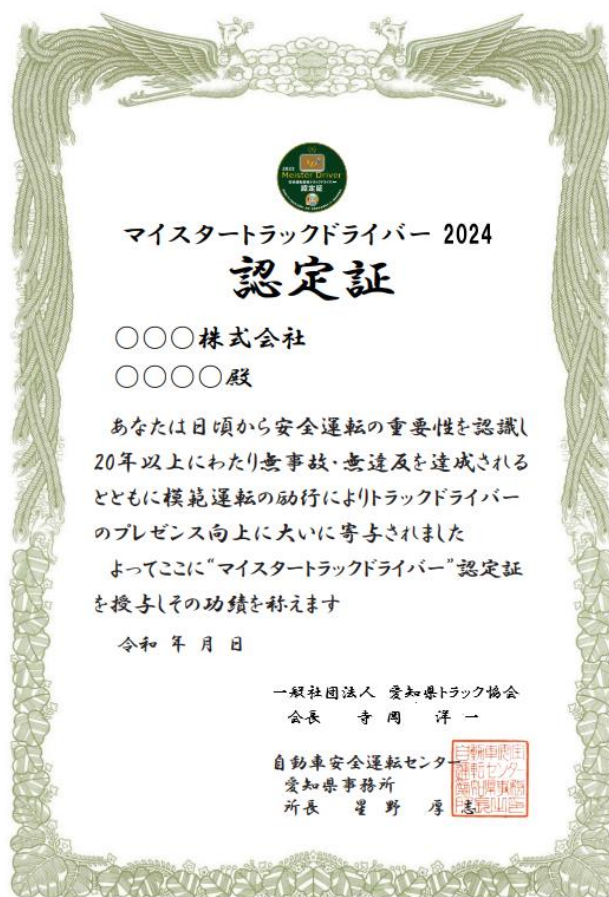 2023
Meister Driver
認定証
マイスタートラックドライバー 2024
認定証
○○○株式会社
○○○○殿
あなたは日頃から安全運転の重要性を認識し
20年以上にわたり無事故・無違反を達成される
とともに模範運転の励行によりトラックドライバー
のプレゼンス向上に大いに寄与されました
よってここに“マイスタートラックドライバー”認定証
を授与しその功績を称えます
令和 年 月 日
一般社団法人 愛知県トラック協会
会長 寺岡 洋一
自動車安全運転センター
愛知県事務所
所長 星野 厚志